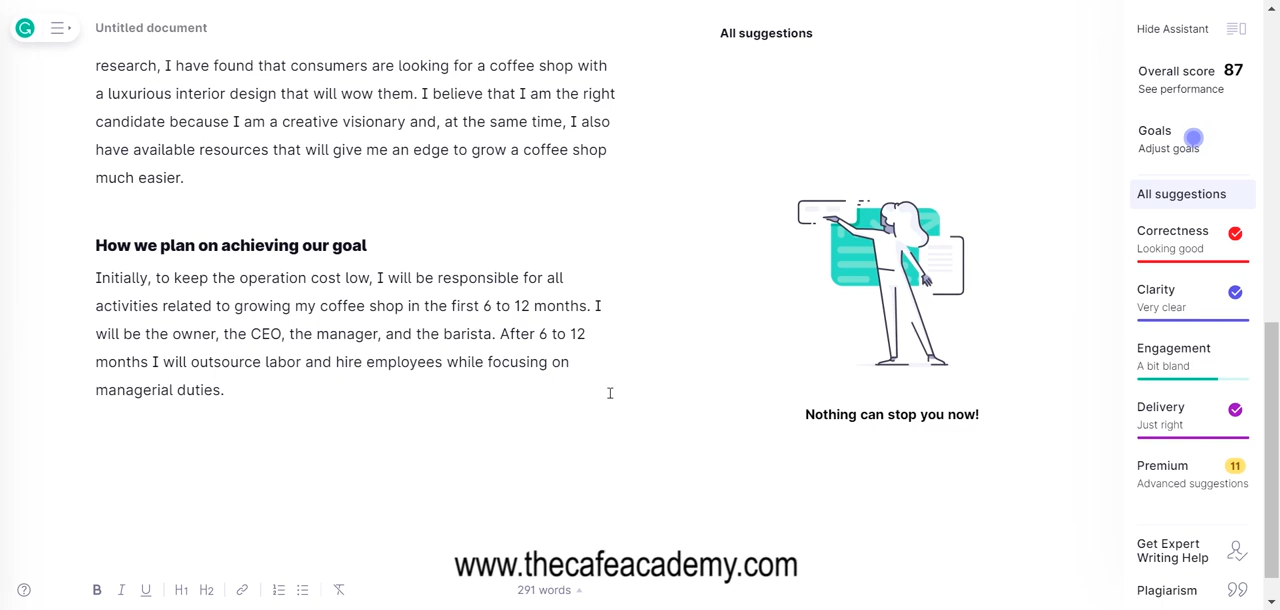 Untitled document
research, I have found that consumers are looking for a coffee shop with
a luxurious interior design that will wow them. I believe that I am the right
candidate because I am a creative visionary and, at the same time, I also
have available resources that will give me an edge to grow a coffee shop
much easier.
How we plan on achieving our goal
Initially, to keep the operation cost low, I will be responsible for all
activities related to growing my coffee shop in the first 6 to 12 months. I
will be the owner, the CEO, the manager, and the barista. After 6 to 12
months I will outsource labor and hire employees while focusing on
managerial duties.
B I U H1 H2
291 words
www.thecafeacademy.com
All suggestions
Nothing can stop you now!
Hide Assistant
Overall score 87
See performance
Goals
Adjust goals
All suggestions
Correctness
Looking good
Clarity
Very clear
Engagement
A bit bland
Delivery
Just right
Premium 11
Advanced suggestions
Get Expert
Writing Help
Plagiarism